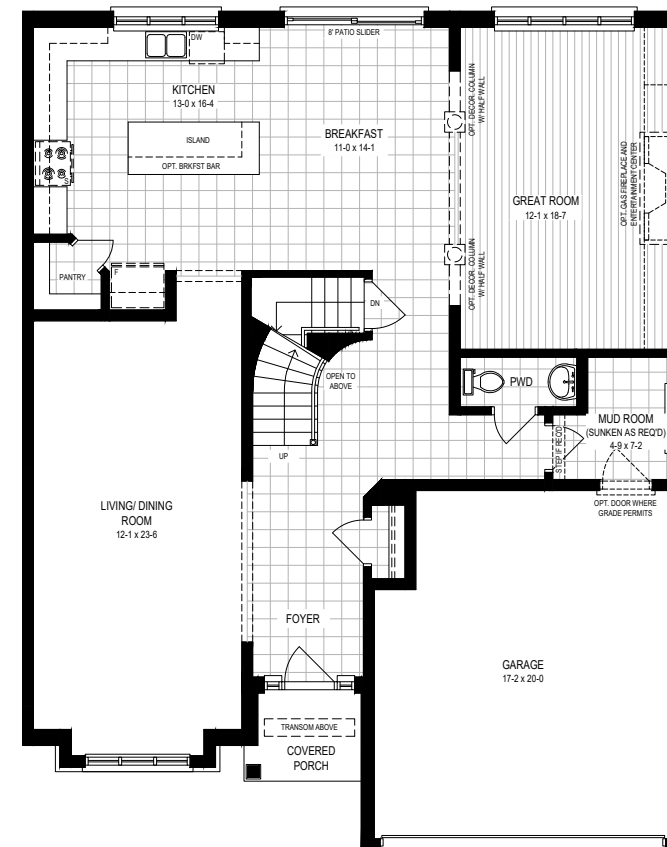 8' PATIO SLIDER
DW
KITCHEN
13-0 x 16-4
ISLAND
OPT. BRKFST BAR
S
BREAKFAST
11-0 x 14-1
OPT. DECOR. COLUMN
W/ HALF WALL
GREAT ROOM
12-1 x 18-7
OPT. GAS FIREPLACE AND
ENTERTAINMENT CENTER
OPT. DECOR. COLUMN
W/ HALF WALL
PANTRY
F
DN
OPEN TO
ABOVE
UP
PWD
STEP IF REQ'D
MUD ROOM
(SUNKEN AS REQ'D)
4-9 x 7-2
OPT. DOOR WHERE
GRADE PERMITS
LIVING/ DINING
ROOM
12-1 x 23-6
FOYER
GARAGE
17-2 x 20-0
TRANSOM ABOVE
COVERED
PORCH